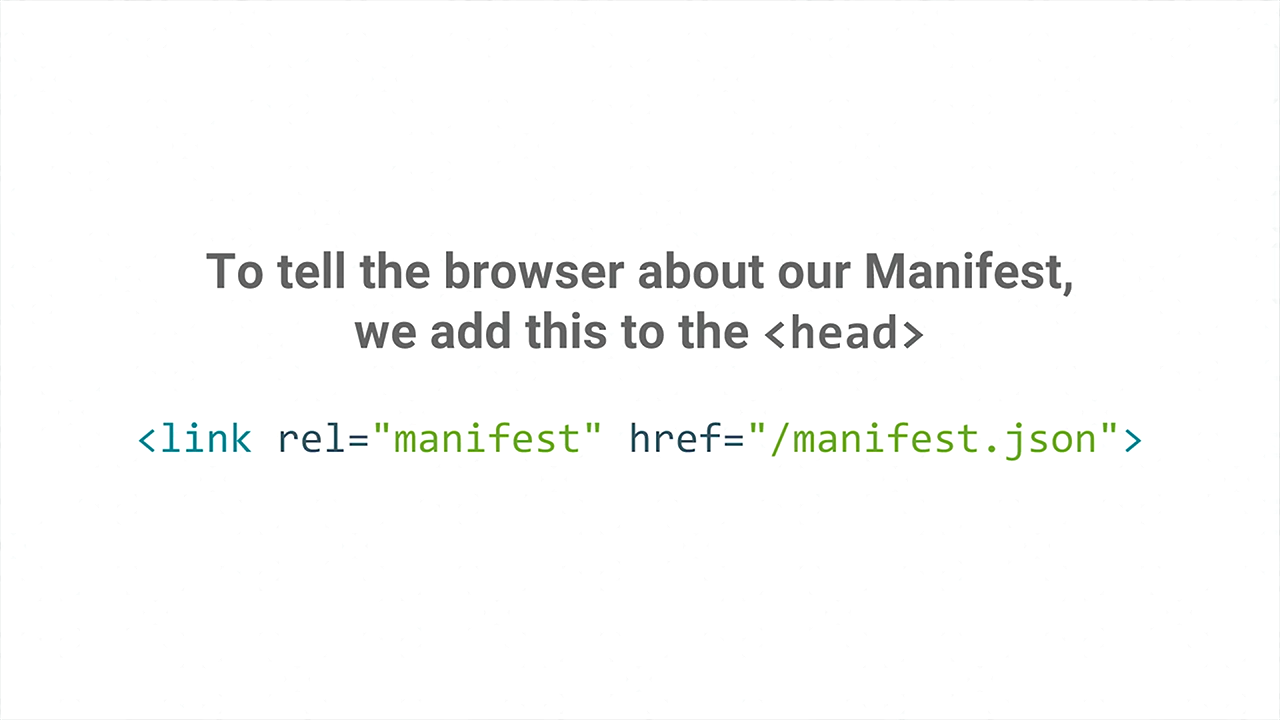 To tell the browser about our Manifest,
we add this to the <head>
<link rel="manifest" href="/manifest.json">